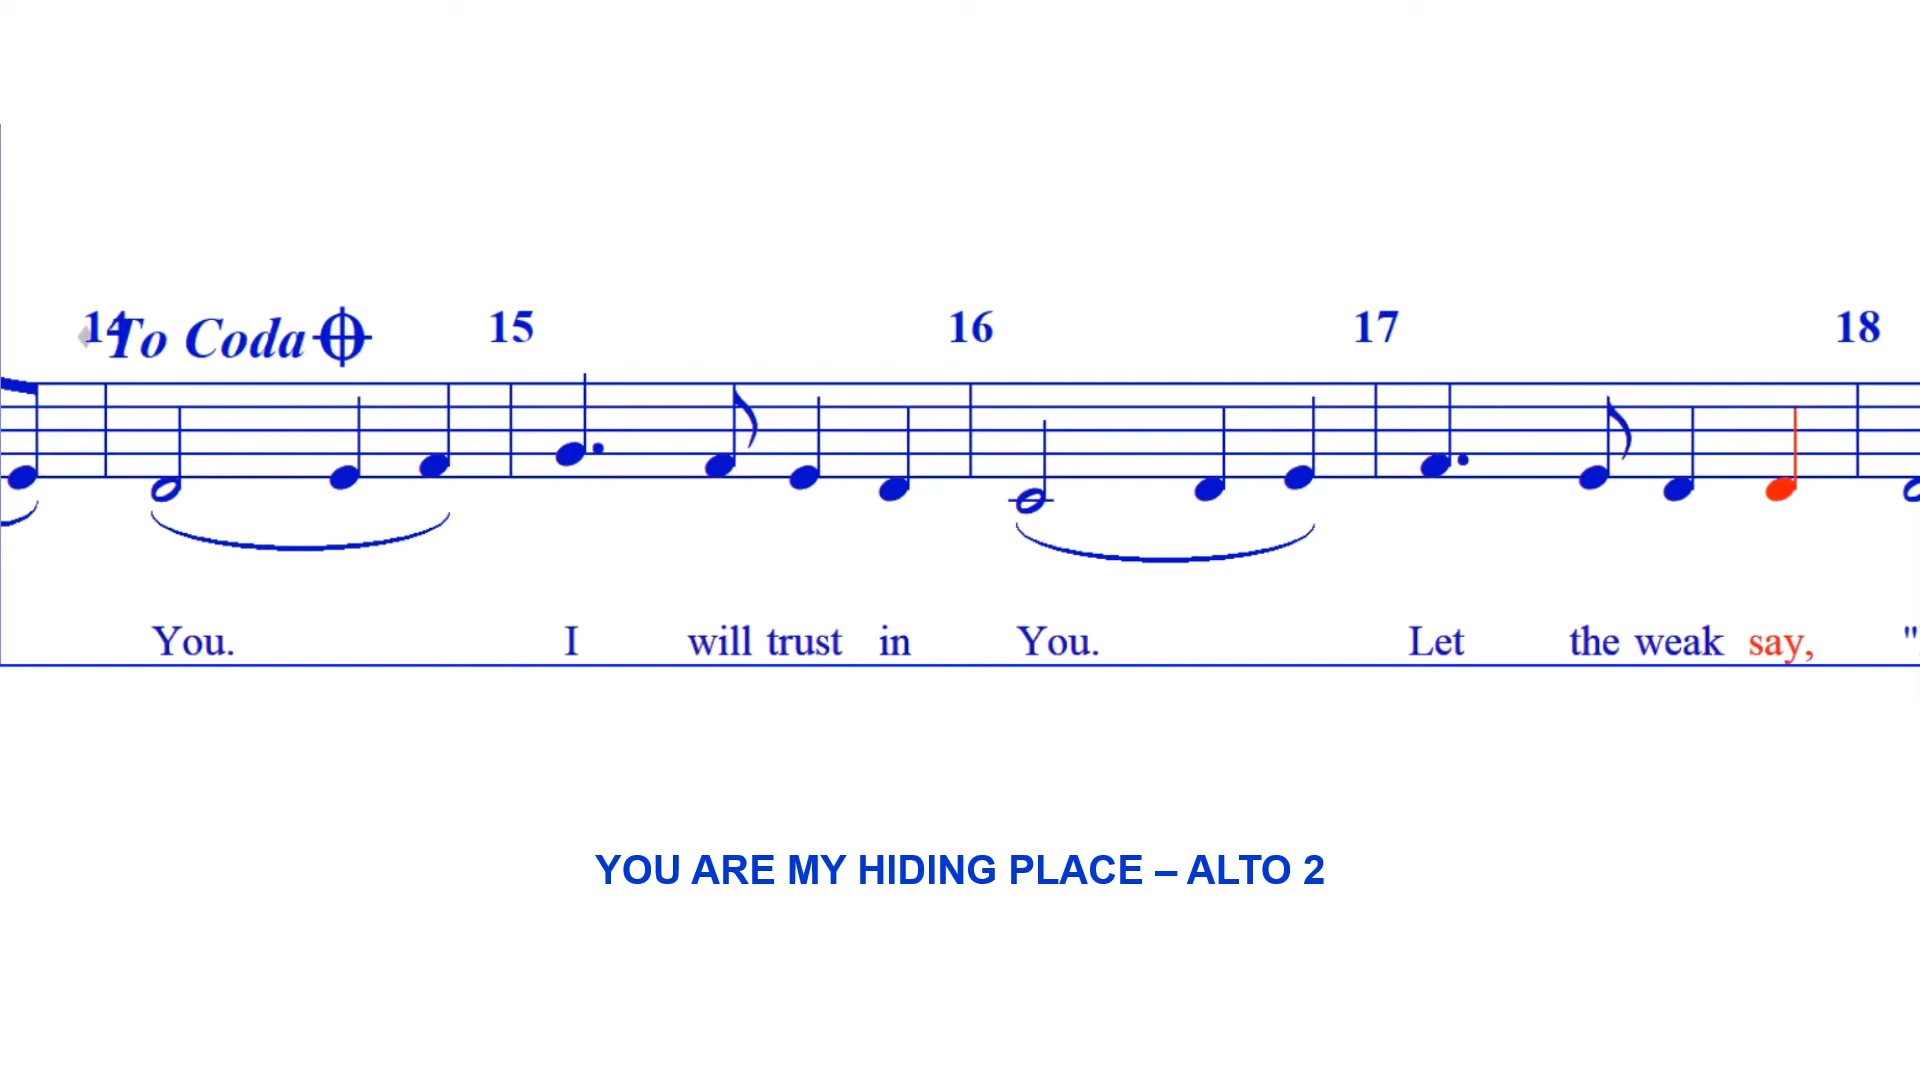 14 To Coda 15 16 17 18
You. I will trust in You. Let the weak say, "
YOU ARE MY HIDING PLACE – ALTO 2